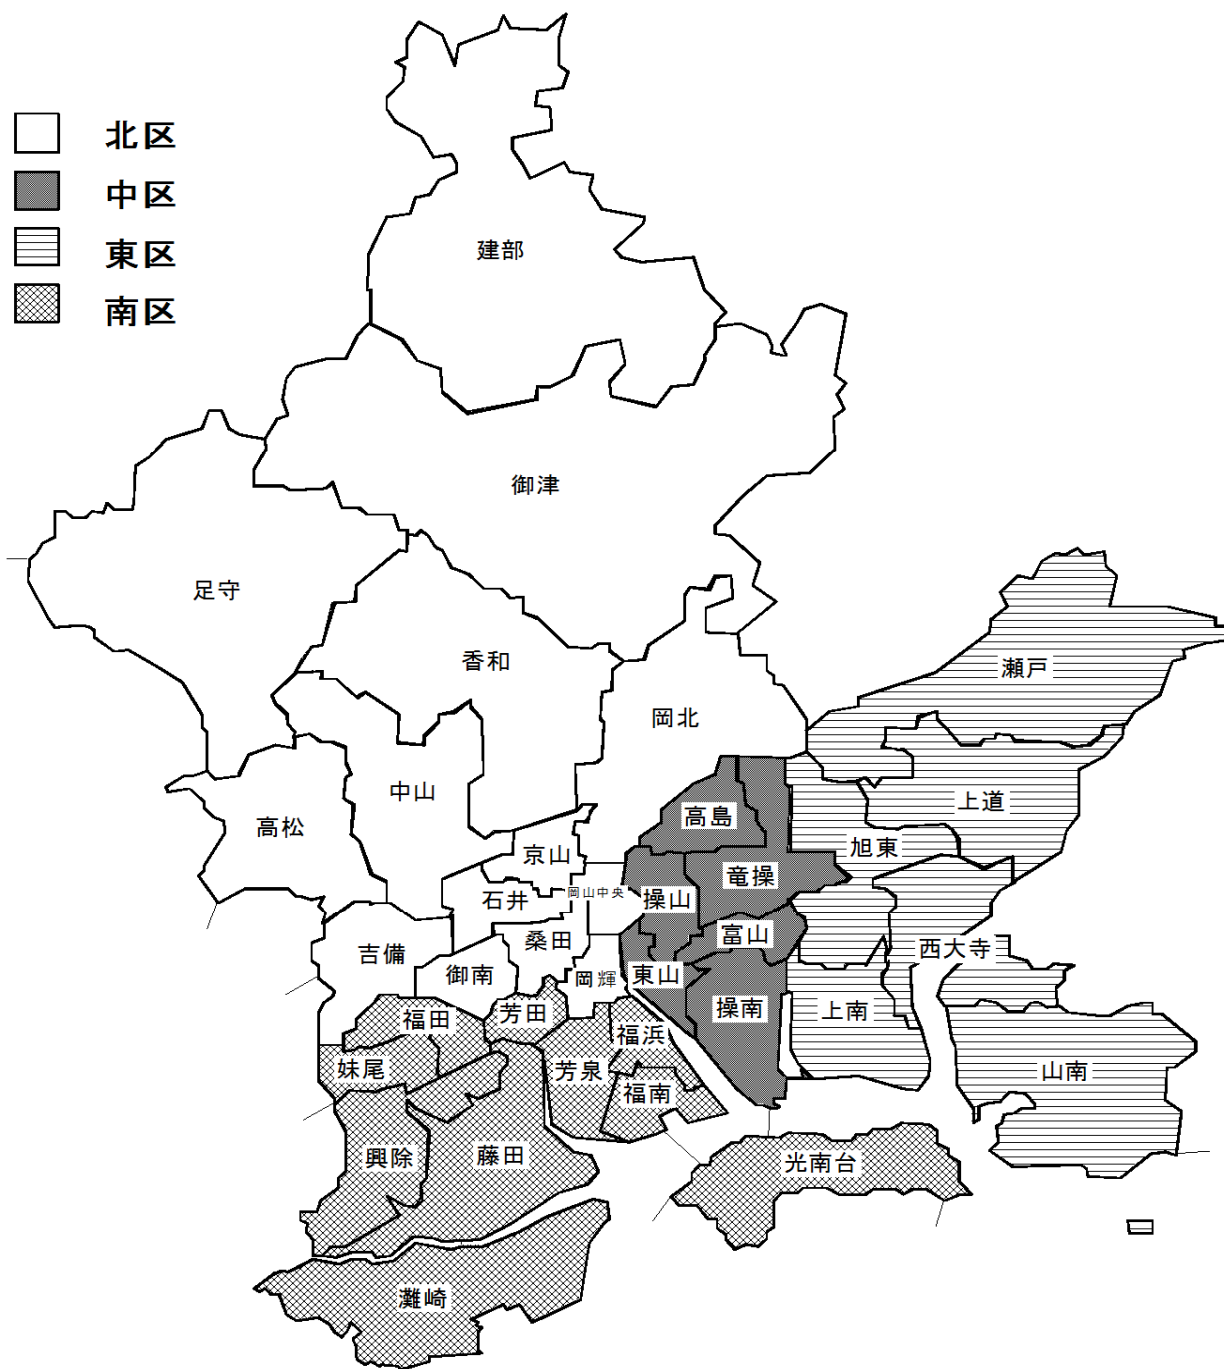 北区
中区
東区
南区
建部
御津
足守
香和
瀬戸
岡北
中山
上道
高島
高松
旭東
京山
竜操
岡山中央
石井
操山
富山
桑田
西大寺
吉備
御南
岡輝
東山
操南
上南
福田
芳田
福浜
妹尾
芳泉
山南
福南
興除
藤田
光南台
灘崎